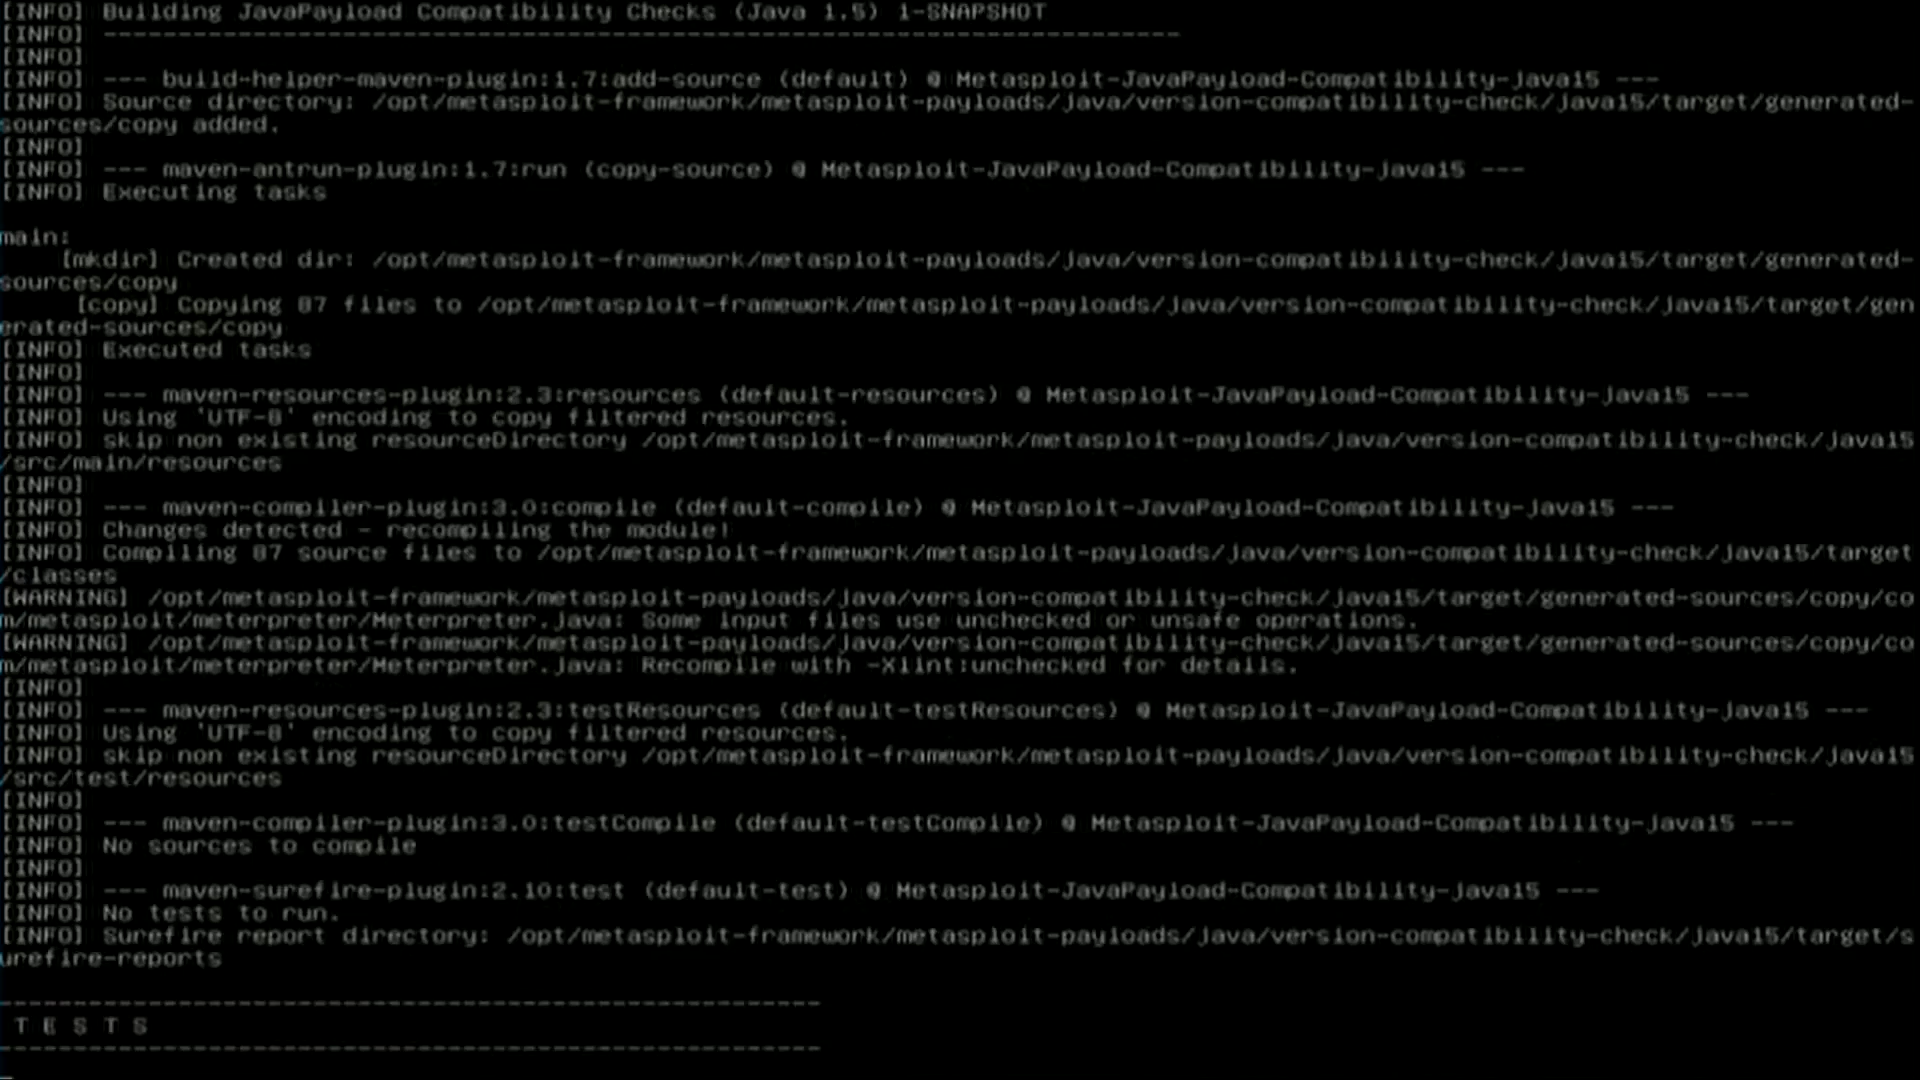 [INFO] Building JavaPayload Compatibility Checks (Java 1.5) 1-SNAPSHOT
[INFO] ------------------------------------------------------------------------
[INFO]
[INFO] --- build-helper-maven-plugin:1.7:add-source (default) @ Metasploit-JavaPayload-Compatibility-java15 ---
[INFO] Source directory: /opt/metasploit-framework/metasploit-payloads/java/version-compatibility-check/java15/target/generated-
sources/copy added.
[INFO]
[INFO] --- maven-antrun-plugin:1.7:run (copy-source) @ Metasploit-JavaPayload-Compatibility-java15 ---
[INFO] Executing tasks
main:
[mkdir] Created dir: /opt/metasploit-framework/metasploit-payloads/java/version-compatibility-check/java15/target/generated-
sources/copy
[copy] Copying 87 files to /opt/metasploit-framework/metasploit-payloads/java/version-compatibility-check/java15/target/gen
erated-sources/copy
[INFO] Executed tasks
[INFO]
[INFO] --- maven-resources-plugin:2.3:resources (default-resources) @ Metasploit-JavaPayload-Compatibility-java15 ---
[INFO] Using 'UTF-8' encoding to copy filtered resources.
[INFO] skip non existing resourceDirectory /opt/metasploit-framework/metasploit-payloads/java/version-compatibility-check/java15
/src/main/resources
[INFO]
[INFO] --- maven-compiler-plugin:3.0:compile (default-compile) @ Metasploit-JavaPayload-Compatibility-java15 ---
[INFO] Changes detected - recompiling the module!
[INFO] Compiling 87 source files to /opt/metasploit-framework/metasploit-payloads/java/version-compatibility-check/java15/target
/classes
[WARNING] /opt/metasploit-framework/metasploit-payloads/java/version-compatibility-check/java15/target/generated-sources/copy/co
m/metasploit/meterpreter/Meterpreter.java: Some input files use unchecked or unsafe operations.
[WARNING] /opt/metasploit-framework/metasploit-payloads/java/version-compatibility-check/java15/target/generated-sources/copy/co
m/metasploit/meterpreter/Meterpreter.java: Recompile with -Xlint:unchecked for details.
[INFO]
[INFO] --- maven-resources-plugin:2.3:testResources (default-testResources) @ Metasploit-JavaPayload-Compatibility-java15 ---
[INFO] Using 'UTF-8' encoding to copy filtered resources.
[INFO] skip non existing resourceDirectory /opt/metasploit-framework/metasploit-payloads/java/version-compatibility-check/java15
/src/test/resources
[INFO]
[INFO] --- maven-compiler-plugin:3.0:testCompile (default-testCompile) @ Metasploit-JavaPayload-Compatibility-java15 ---
[INFO] No sources to compile
[INFO]
[INFO] --- maven-surefire-plugin:2.10:test (default-test) @ Metasploit-JavaPayload-Compatibility-java15 ---
[INFO] No tests to run.
[INFO] Surefire report directory: /opt/metasploit-framework/metasploit-payloads/java/version-compatibility-check/java15/target/s
urefire-reports
-------------------------------------------------------
T E S T S
-------------------------------------------------------
_